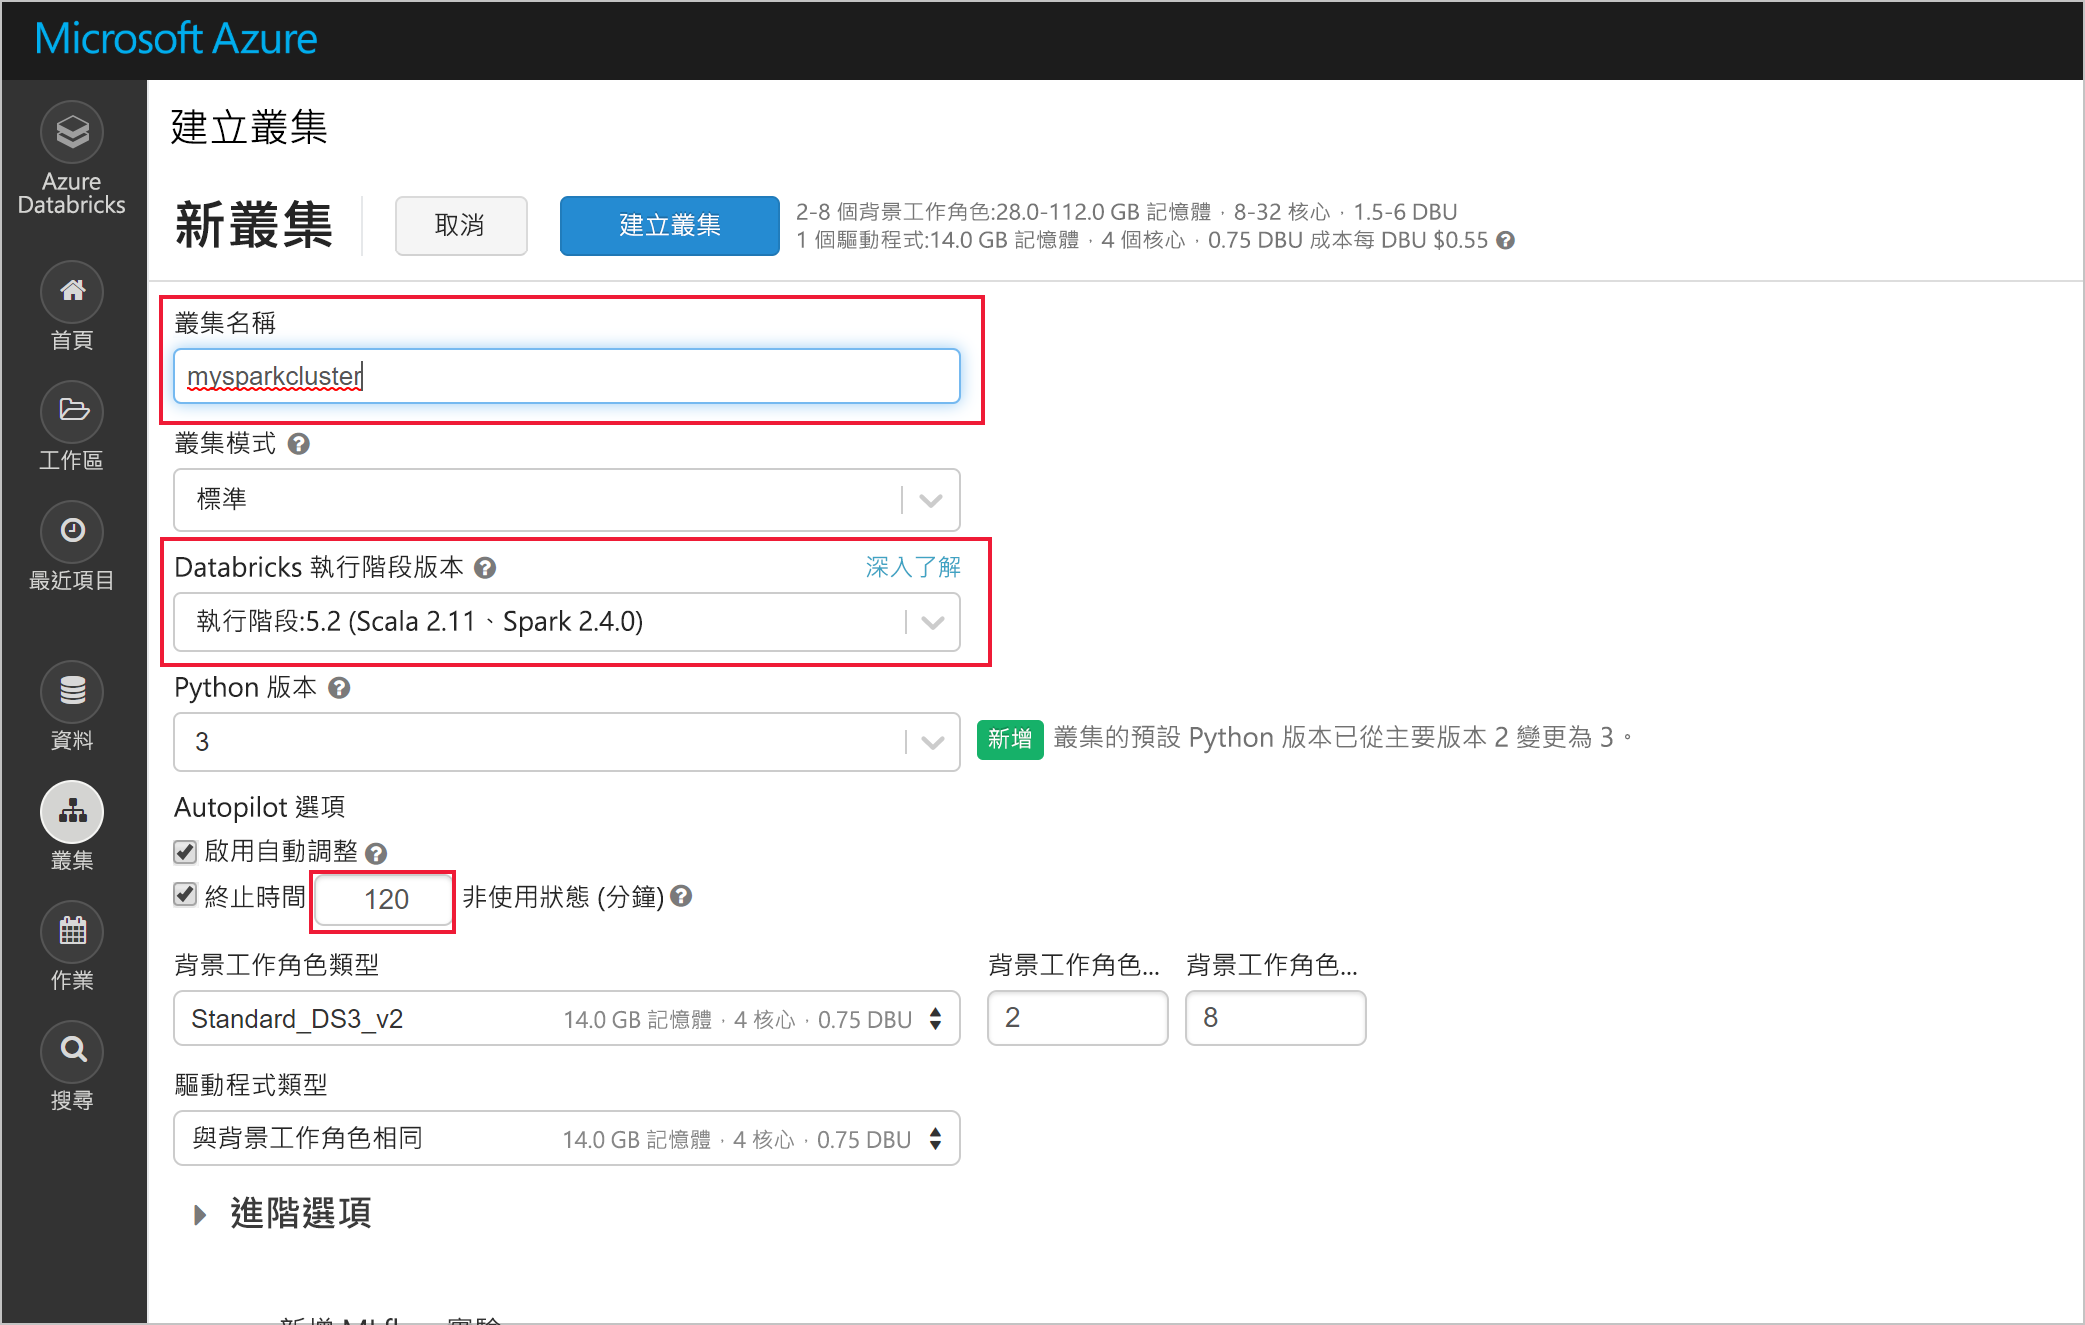 Microsoft Azure
Azure
Databricks
首頁
工作區
最近項目
資料
叢集
作業
搜尋
建立叢集
新叢集
取消
建立叢集
2-8 個背景工作角色:28.0-112.0 GB 記憶體，8-32 核心，1.5-6 DBU
1 個驅動程式:14.0 GB 記憶體，4 個核心，0.75 DBU 成本每 DBU $0.55
叢集名稱
mysparkcluster
叢集模式
標準
Databricks 執行階段版本
深入了解
執行階段:5.2 (Scala 2.11、Spark 2.4.0)
Python 版本
3
新增 叢集的預設 Python 版本已從主要版本 2 變更為 3。
Autopilot 選項
啟用自動調整
終止時間 120 非使用狀態 (分鐘)
背景工作角色類型
背景工作角色...
背景工作角色...
Standard_DS3_v2 14.0 GB 記憶體，4 核心，0.75 DBU
2
8
驅動程式類型
與背景工作角色相同 14.0 GB 記憶體，4 核心，0.75 DBU
進階選項